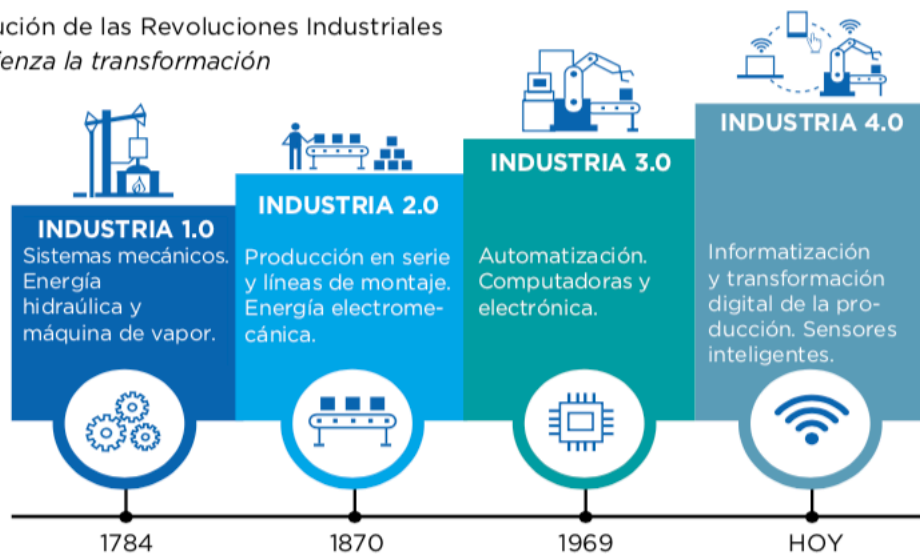 ución de las Revoluciones Industriales
enza la transformación
INDUSTRIA 1.0
Sistemas mecánicos.
Energía
hidraúlica y
máquina de vapor.
INDUSTRIA 2.0
Producción en serie
y líneas de montaje.
Energía electrome-
cánica.
INDUSTRIA 3.0
Automatización.
Computadoras y
electrónica.
INDUSTRIA 4.0
Informatización
y transformación
digital de la pro-
ducción. Sensores
inteligentes.
1784
1870
1969
HOY